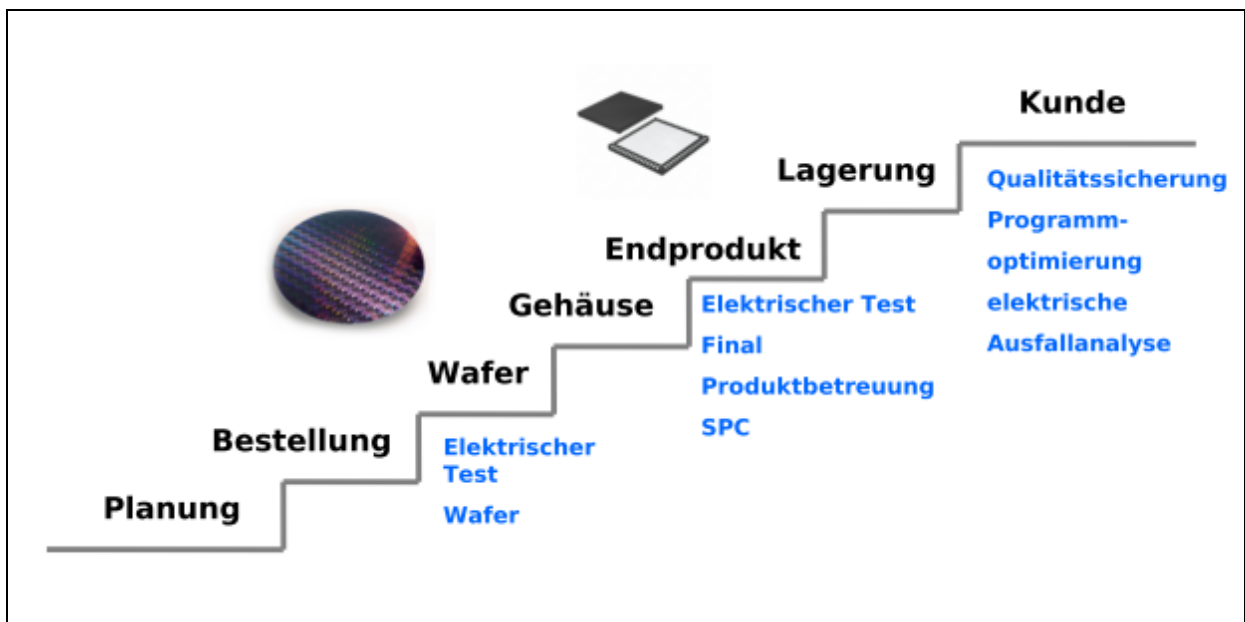 Kunde
Lagerung
Qualitätssicherung
Programm-
optimierung
elektrische
Ausfallanalyse
Endprodukt
Gehäuse
Elektrischer Test
Final
Produktbetreuung
SPC
Wafer
Bestellung
Elektrischer
Test
Wafer
Planung